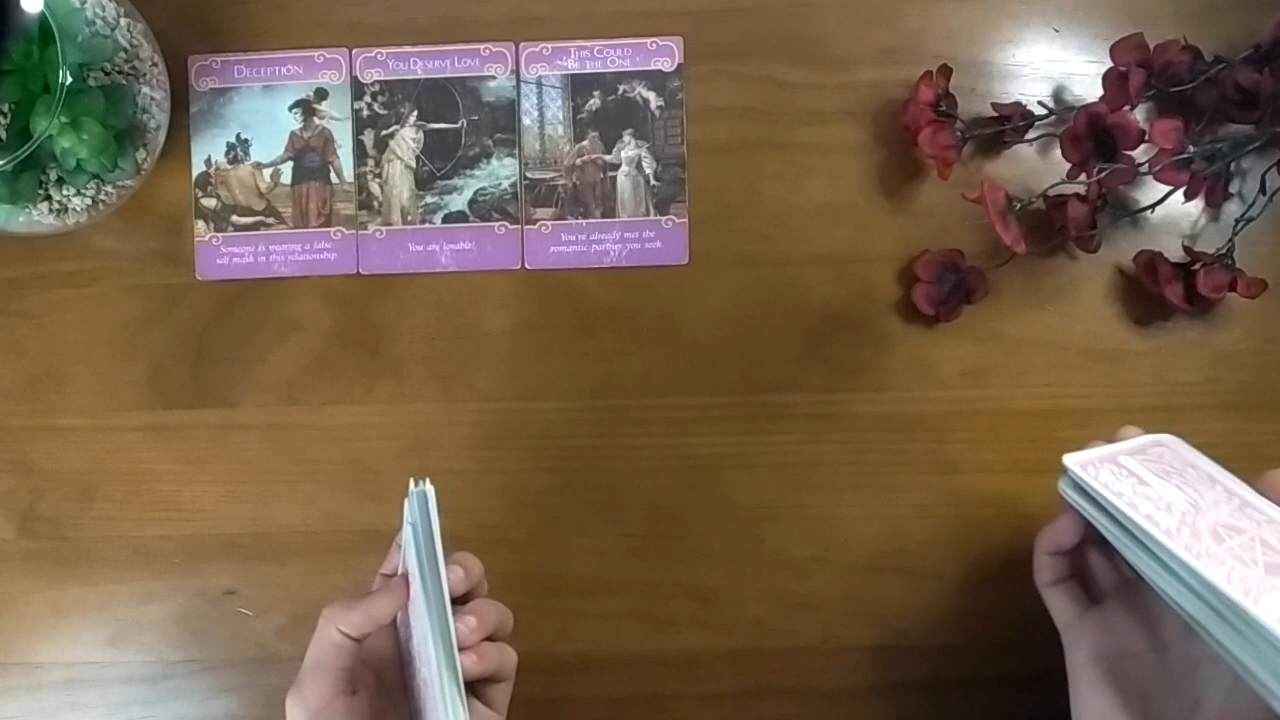 DECEPTION
Someone is wearing a false-
self mask in this relationship.
YOU DESERVE LOVE
You are lovable!
THIS COULD
BE THE ONE
You've already met the
romantic partner you seek.